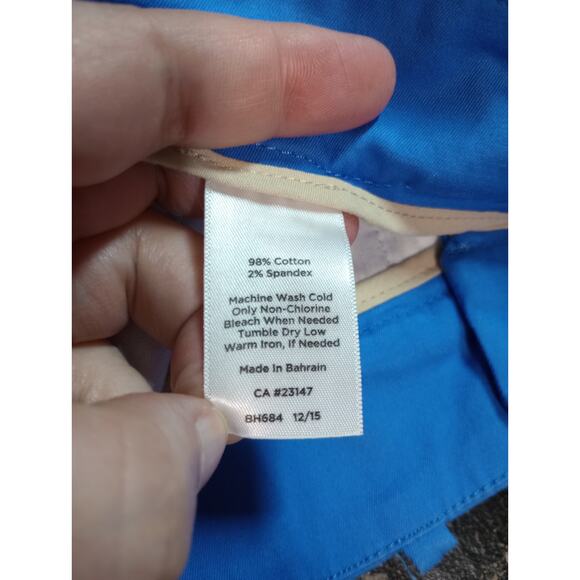 98% Cotton
2% Spandex
Machine Wash Cold
Only Non-Chlorine
Bleach When Needed
Tumble Dry Low
Warm Iron, If Needed
Made In Bahrain
CA #23147
BH684 12/15